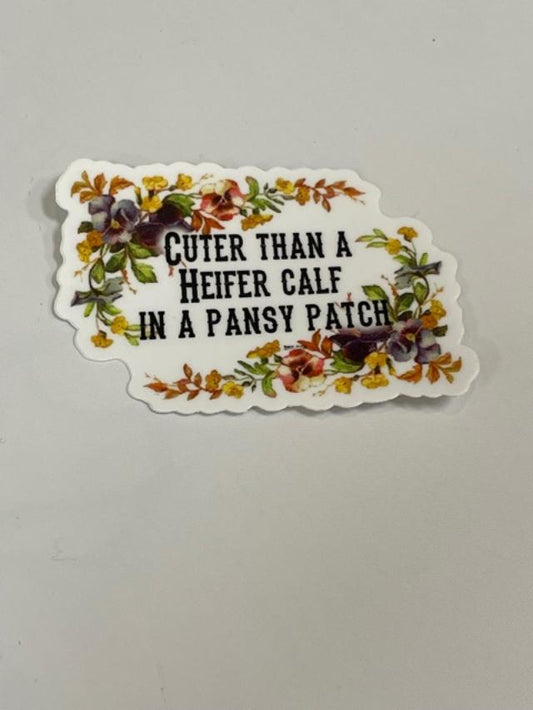 Cuter than a
Heifer calf
in a pansy patch